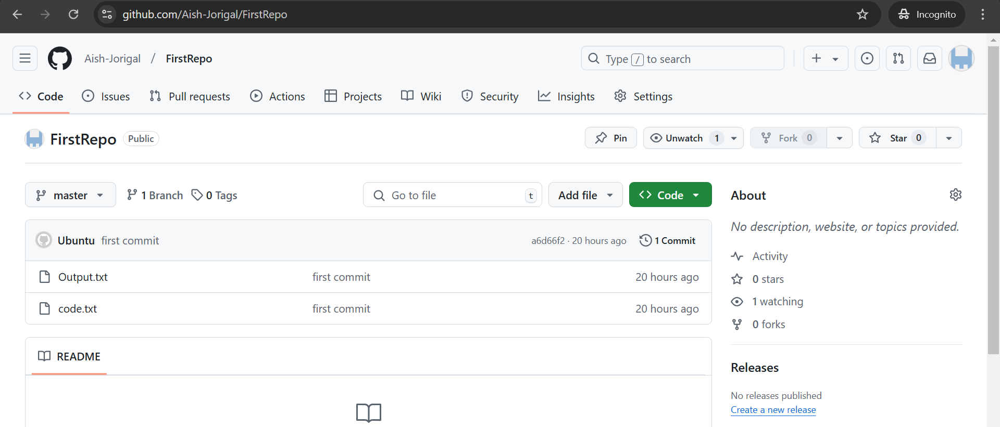 github.com/Aish-Jorigal/FirstRepo
Incognito
Aish-Jorigal / FirstRepo
Type / to search
Code Issues Pull requests Actions Projects Wiki Security Insights Settings
FirstRepo Public
Pin Unwatch 1 Fork 0 Star 0
master 1 Branch 0 Tags
Go to file t Add file Code
Ubuntu first commit a6d66f2 · 20 hours ago 1 Commit
Output.txt first commit 20 hours ago
code.txt first commit 20 hours ago
README
About
No description, website, or topics provided.
Activity
0 stars
1 watching
0 forks
Releases
No releases published
Create a new release